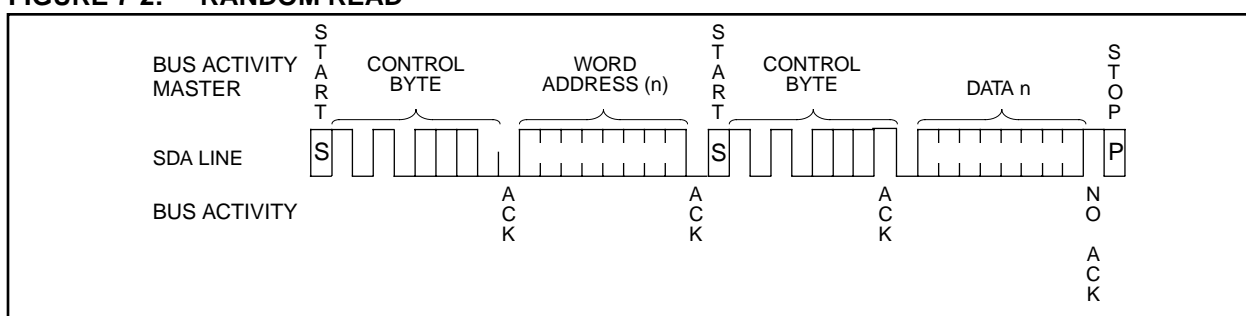 FIGURE 7-2: RANDOM READ
BUS ACTIVITY
MASTER
START
CONTROL
BYTE
WORD
ADDRESS (n)
START
CONTROL
BYTE
DATA n
STOP
SDA LINE
S
S
P
BUS ACTIVITY
ACK
ACK
ACK
NO ACK